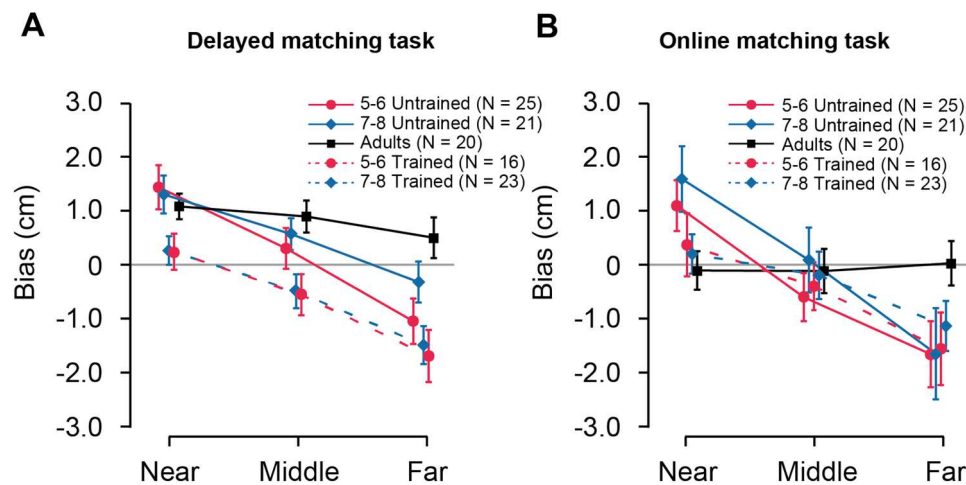 A
Delayed matching task
3.0
2.0
1.0
0
-1.0
-2.0
-3.0
Bias (cm)
5-6 Untrained (N = 25)
7-8 Untrained (N = 21)
Adults (N = 20)
5-6 Trained (N = 16)
7-8 Trained (N = 23)
Near
Middle
Far
B
Online matching task
3.0
2.0
1.0
0
-1.0
-2.0
-3.0
Bias (cm)
5-6 Untrained (N = 25)
7-8 Untrained (N = 21)
Adults (N = 20)
5-6 Trained (N = 16)
7-8 Trained (N = 23)
Near
Middle
Far